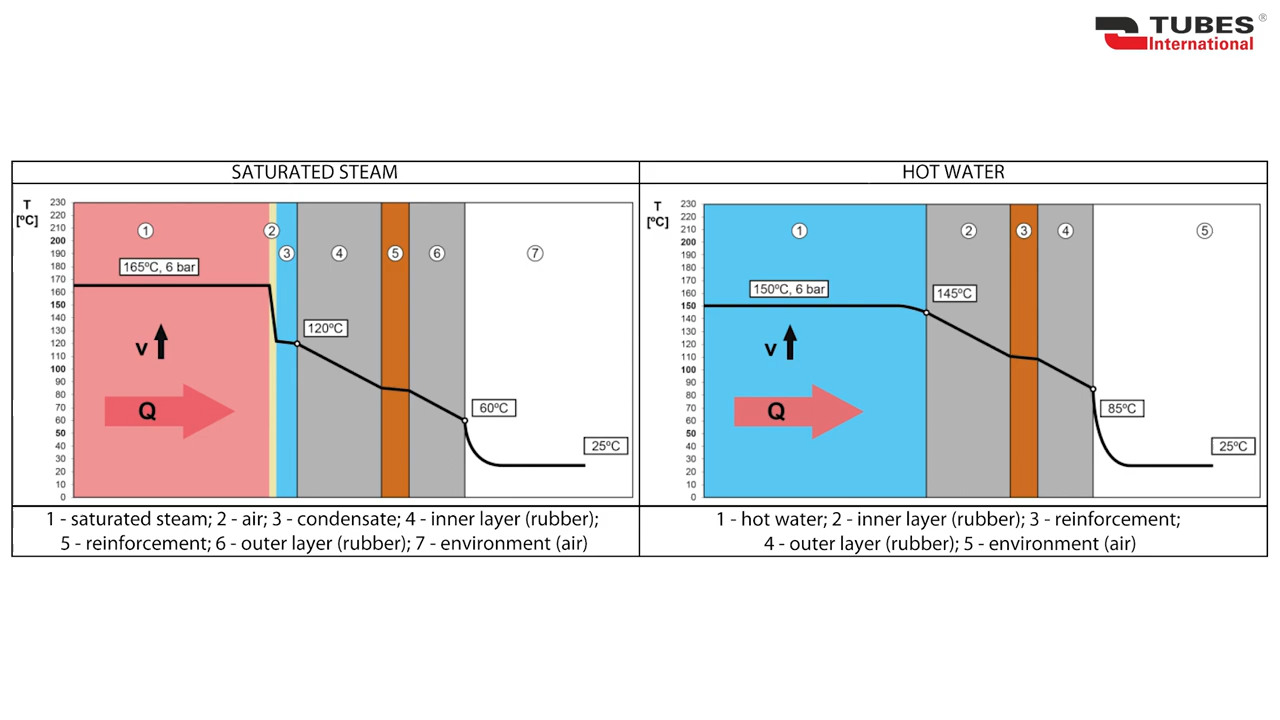 TUBES®
International
SATURATED STEAM
HOT WATER
T
[ºC]
230
220
210
200
190
180
170
160
150
140
130
120
110
100
90
80
70
60
50
40
30
20
10
0
1
2
3
4
5
6
7
165ºC, 6 bar
120ºC
v
Q
60ºC
25ºC
T
[ºC]
230
220
210
200
190
180
170
160
150
140
130
120
110
100
90
80
70
60
50
40
30
20
10
0
1
2
3
4
5
150ºC, 6 bar
145ºC
v
Q
85ºC
25ºC
1 - saturated steam; 2 - air; 3 - condensate; 4 - inner layer (rubber);
5 - reinforcement; 6 - outer layer (rubber); 7 - environment (air)
1 - hot water; 2 - inner layer (rubber); 3 - reinforcement;
4 - outer layer (rubber); 5 - environment (air)